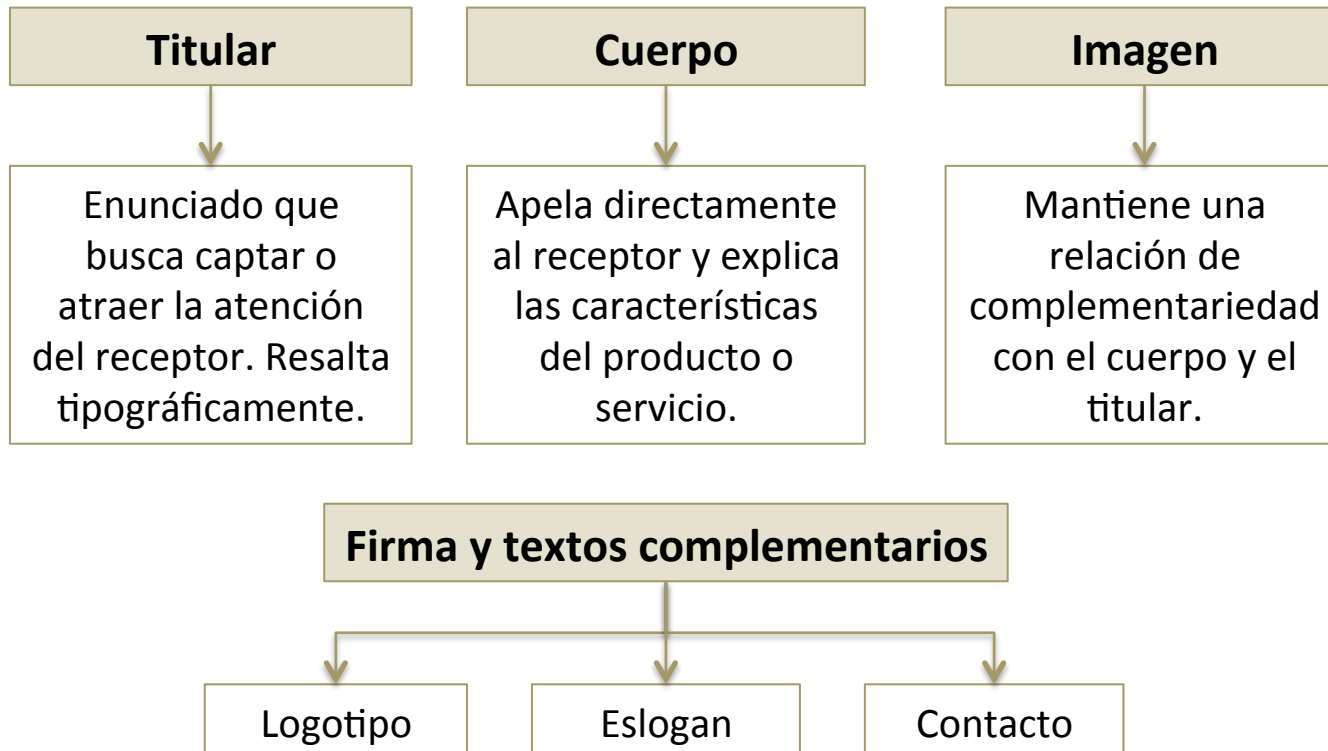 Titular
Cuerpo
Imagen
Enunciado que
busca captar o
atraer la atención
del receptor. Resalta
tipográficamente.
Apela directamente
al receptor y explica
las características
del producto o
servicio.
Mantiene una
relación de
complementariedad
con el cuerpo y el
titular.
Firma y textos complementarios
Logotipo
Eslogan
Contacto